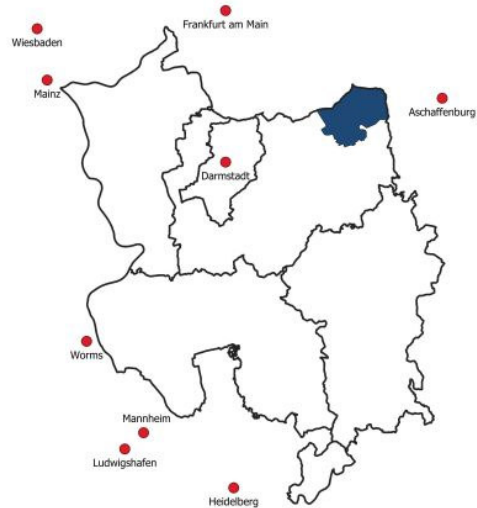 Frankfurt am Main
Wiesbaden
Mainz
Aschaffenburg
Darmstadt
Worms
Mannheim
Ludwigshafen
Heidelberg